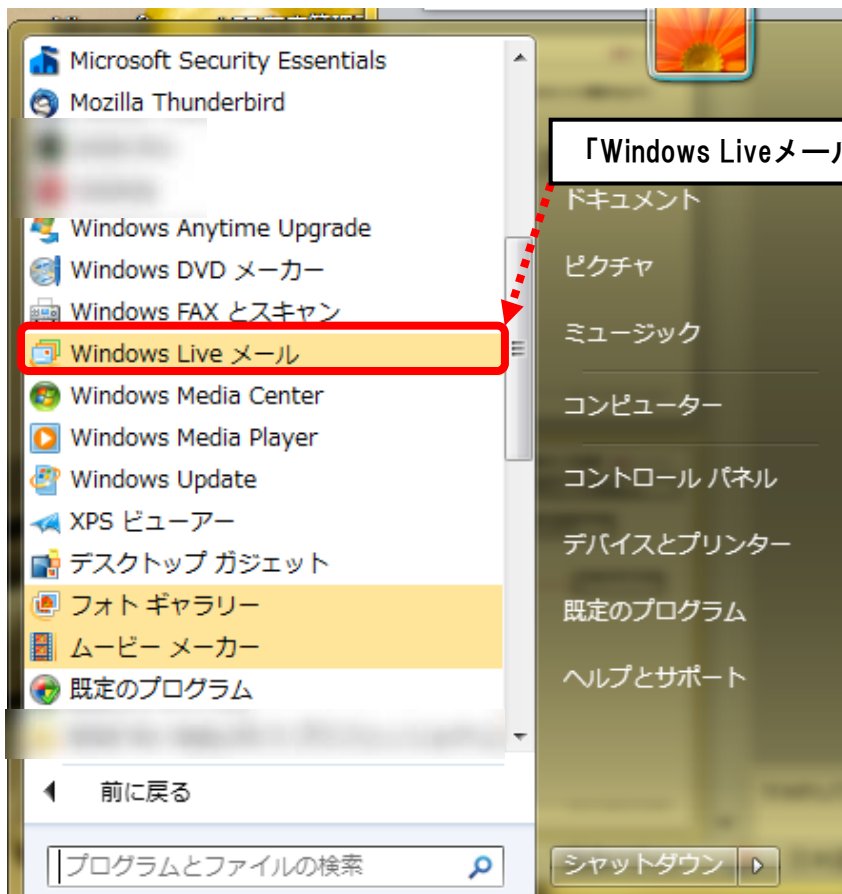 Microsoft Security Essentials
Mozilla Thunderbird
Windows Anytime Upgrade
Windows DVD メーカー
Windows FAX とスキャン
Windows Live メール
Windows Media Center
Windows Media Player
Windows Update
XPS ビューアー
デスクトップ ガジェット
フォト ギャラリー
ムービー メーカー
既定のプログラム
前に戻る
プログラムとファイルの検索
「Windows Liveメール
ドキュメント
ピクチャ
ミュージック
コンピューター
コントロール パネル
デバイスとプリンター
既定のプログラム
ヘルプとサポート
シャットダウン